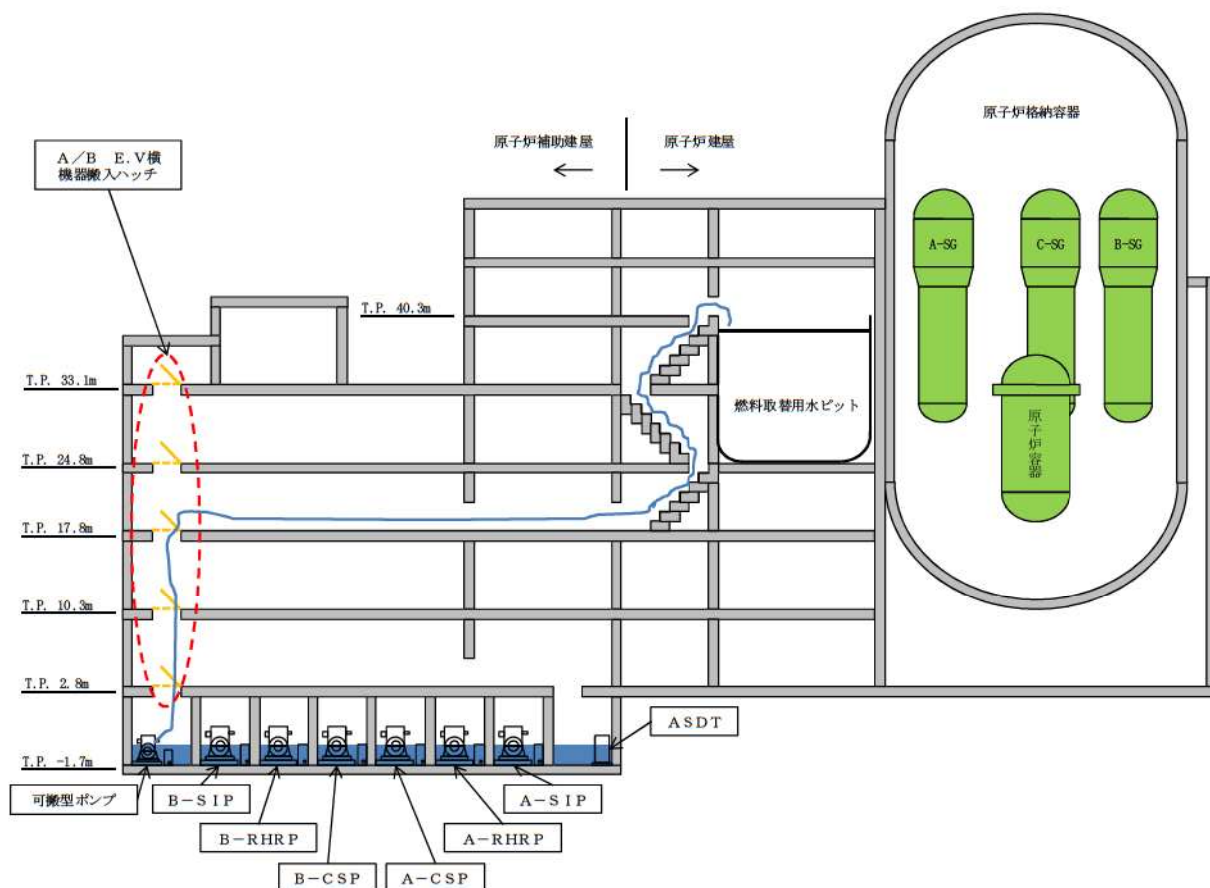 原子炉格納容器
原子炉補助建屋
原子炉建屋
A/B E.V横
機器搬入ハッチ
A-SG
C-SG
B-SG
T.P. 40.3m
T.P. 33.1m
燃料取替用水ピット
原子炉容器
T.P. 24.8m
T.P. 17.8m
T.P. 10.3m
T.P. 2.8m
ASDT
T.P. -1.7m
可搬型ポンプ
B-SIP
A-SIP
B-RHRP
A-RHRP
B-CSP
A-CSP